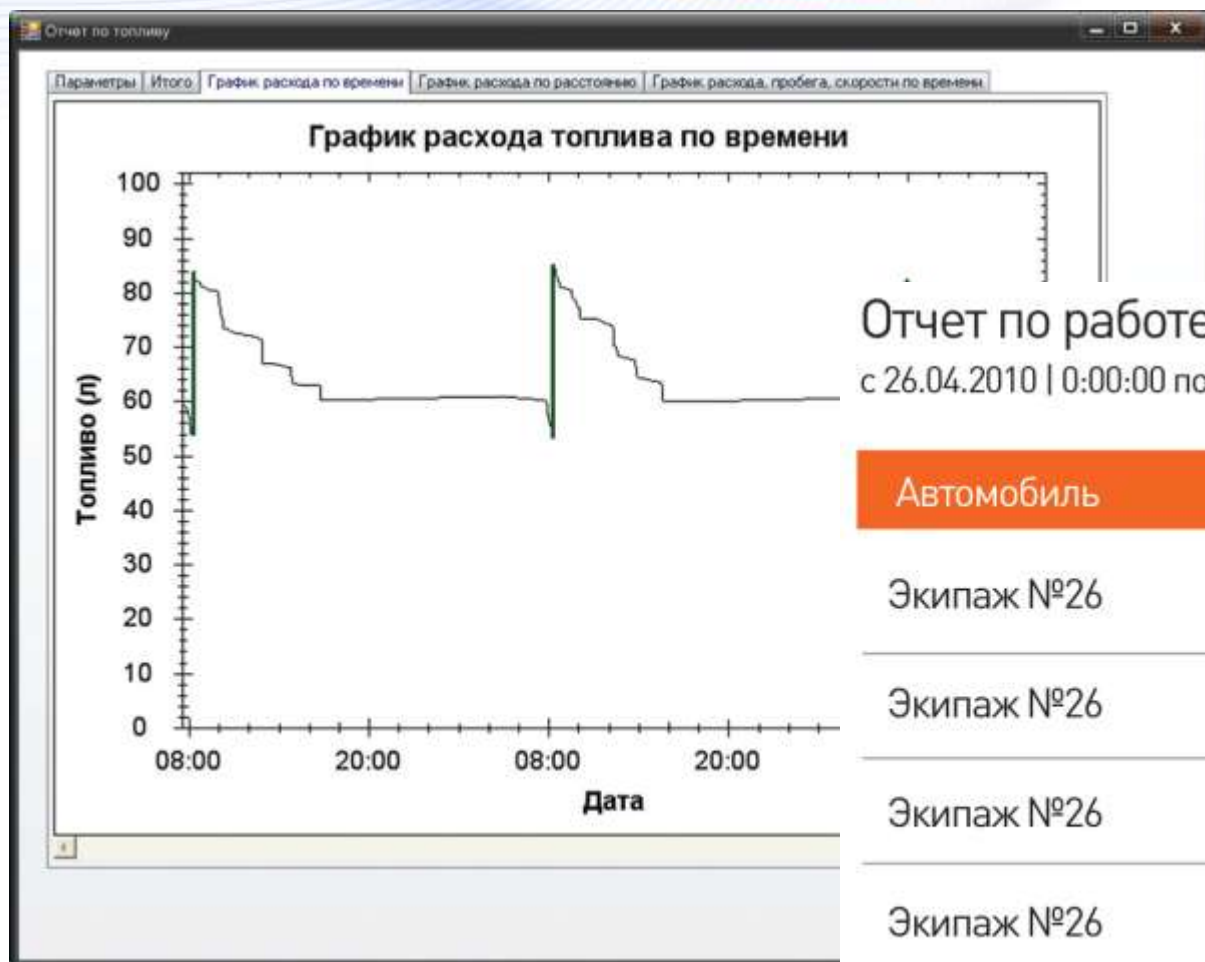 Отчет по топливу
Параметры Итого График расхода по времени График расхода по расстоянию График расхода, пробега, скорости по времени
График расхода топлива по времени
100
90
80
70
60
50
40
30
20
10
0
Топливо (л)
08:00 20:00 08:00 20:00
Дата
Отчет по работе
с 26.04.2010 | 0:00:00 по
Автомобиль
Экипаж №26
Экипаж №26
Экипаж №26
Экипаж №26